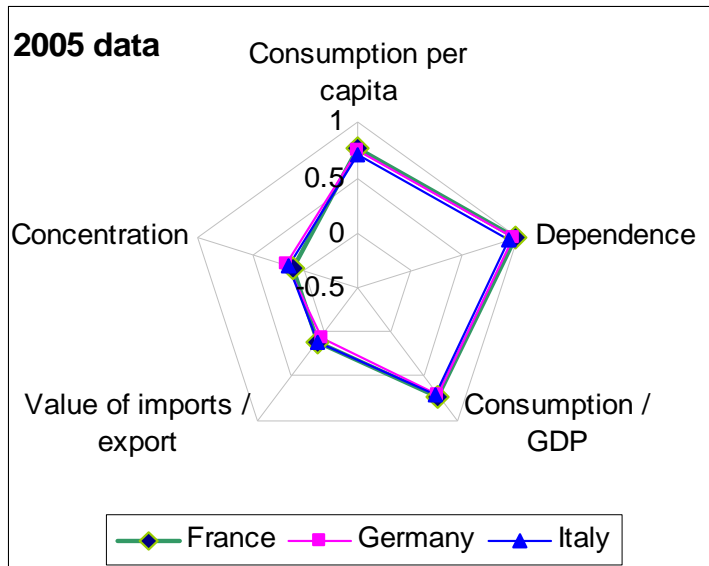 2005 data
Consumption per
capita
1
0.5
0
-0.5
Concentration
Dependence
Value of imports /
export
Consumption /
GDP
France
Germany
Italy